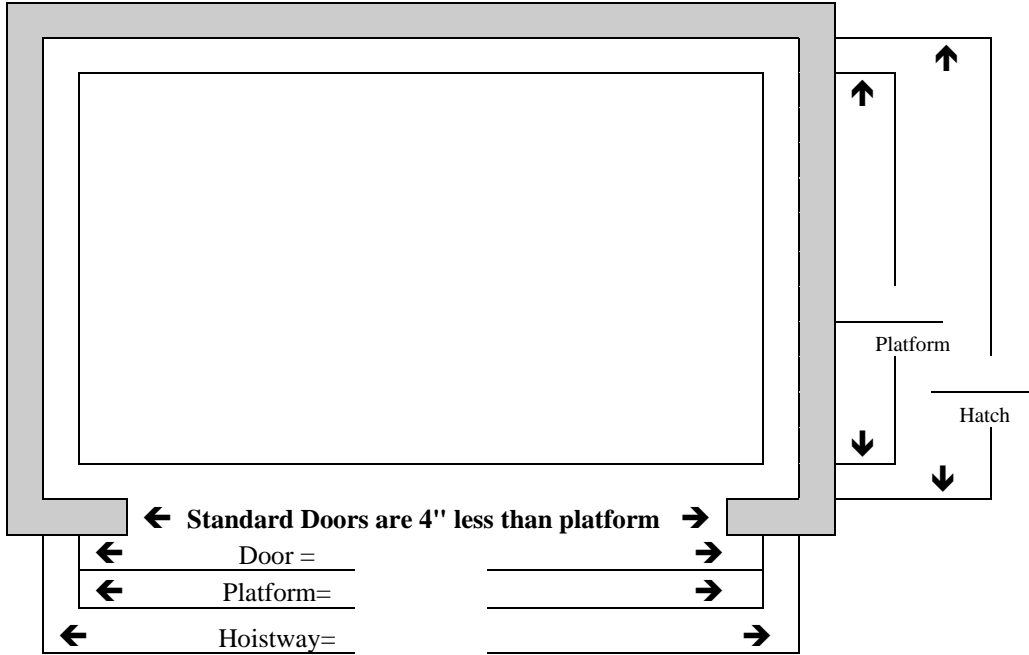 Platform
Hatch
Standard Doors are 4" less than platform
Door =
Platform=
Hoistway=